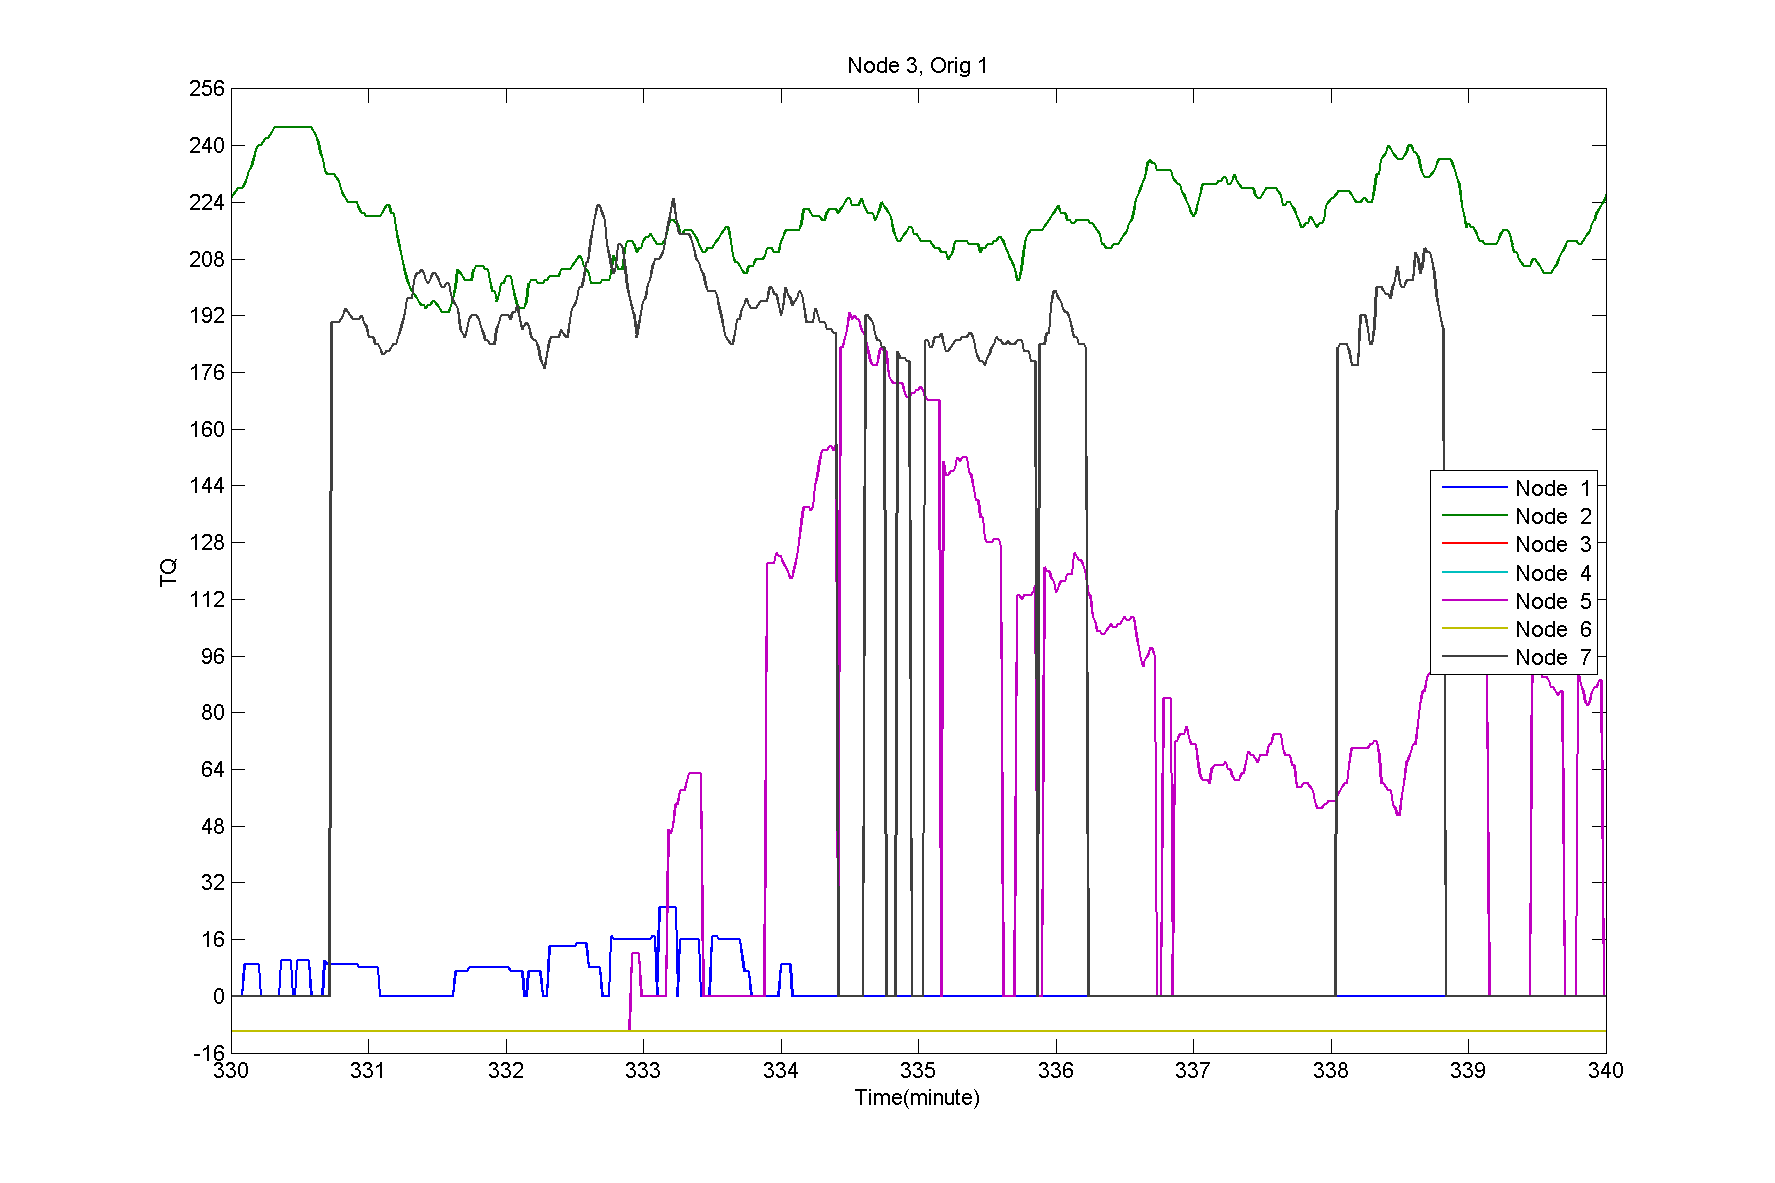 Node 3, Orig 1
256
240
224
208
192
176
160
144
128
112
96
80
64
48
32
16
0
-16
TQ
Node 1
Node 2
Node 3
Node 4
Node 5
Node 6
Node 7
330 331 332 333 334 335 336 337 338 339 340
Time(minute)